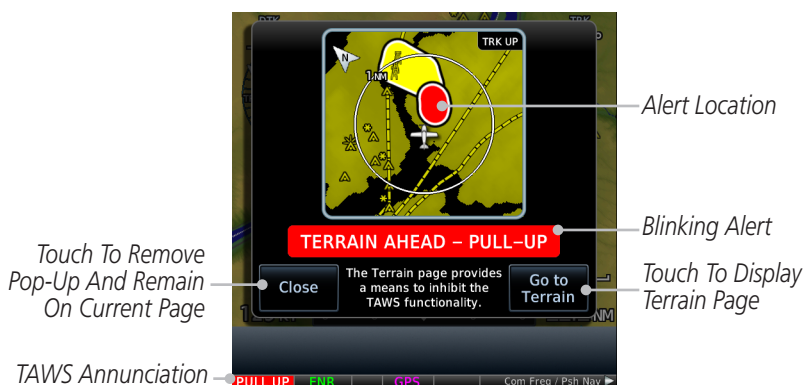 DTK
TRK
TRK UP
N
1 NM
Alert Location
TERRAIN AHEAD – PULL–UP
Blinking Alert
Touch To Remove
Pop-Up And Remain
On Current Page
Close
The Terrain page provides
a means to inhibit the
TAWS functionality.
Go to
Terrain
Touch To Display
Terrain Page
NM
TAWS Annunciation
PULL UP ENR GPS Com Freq / Psh Nav